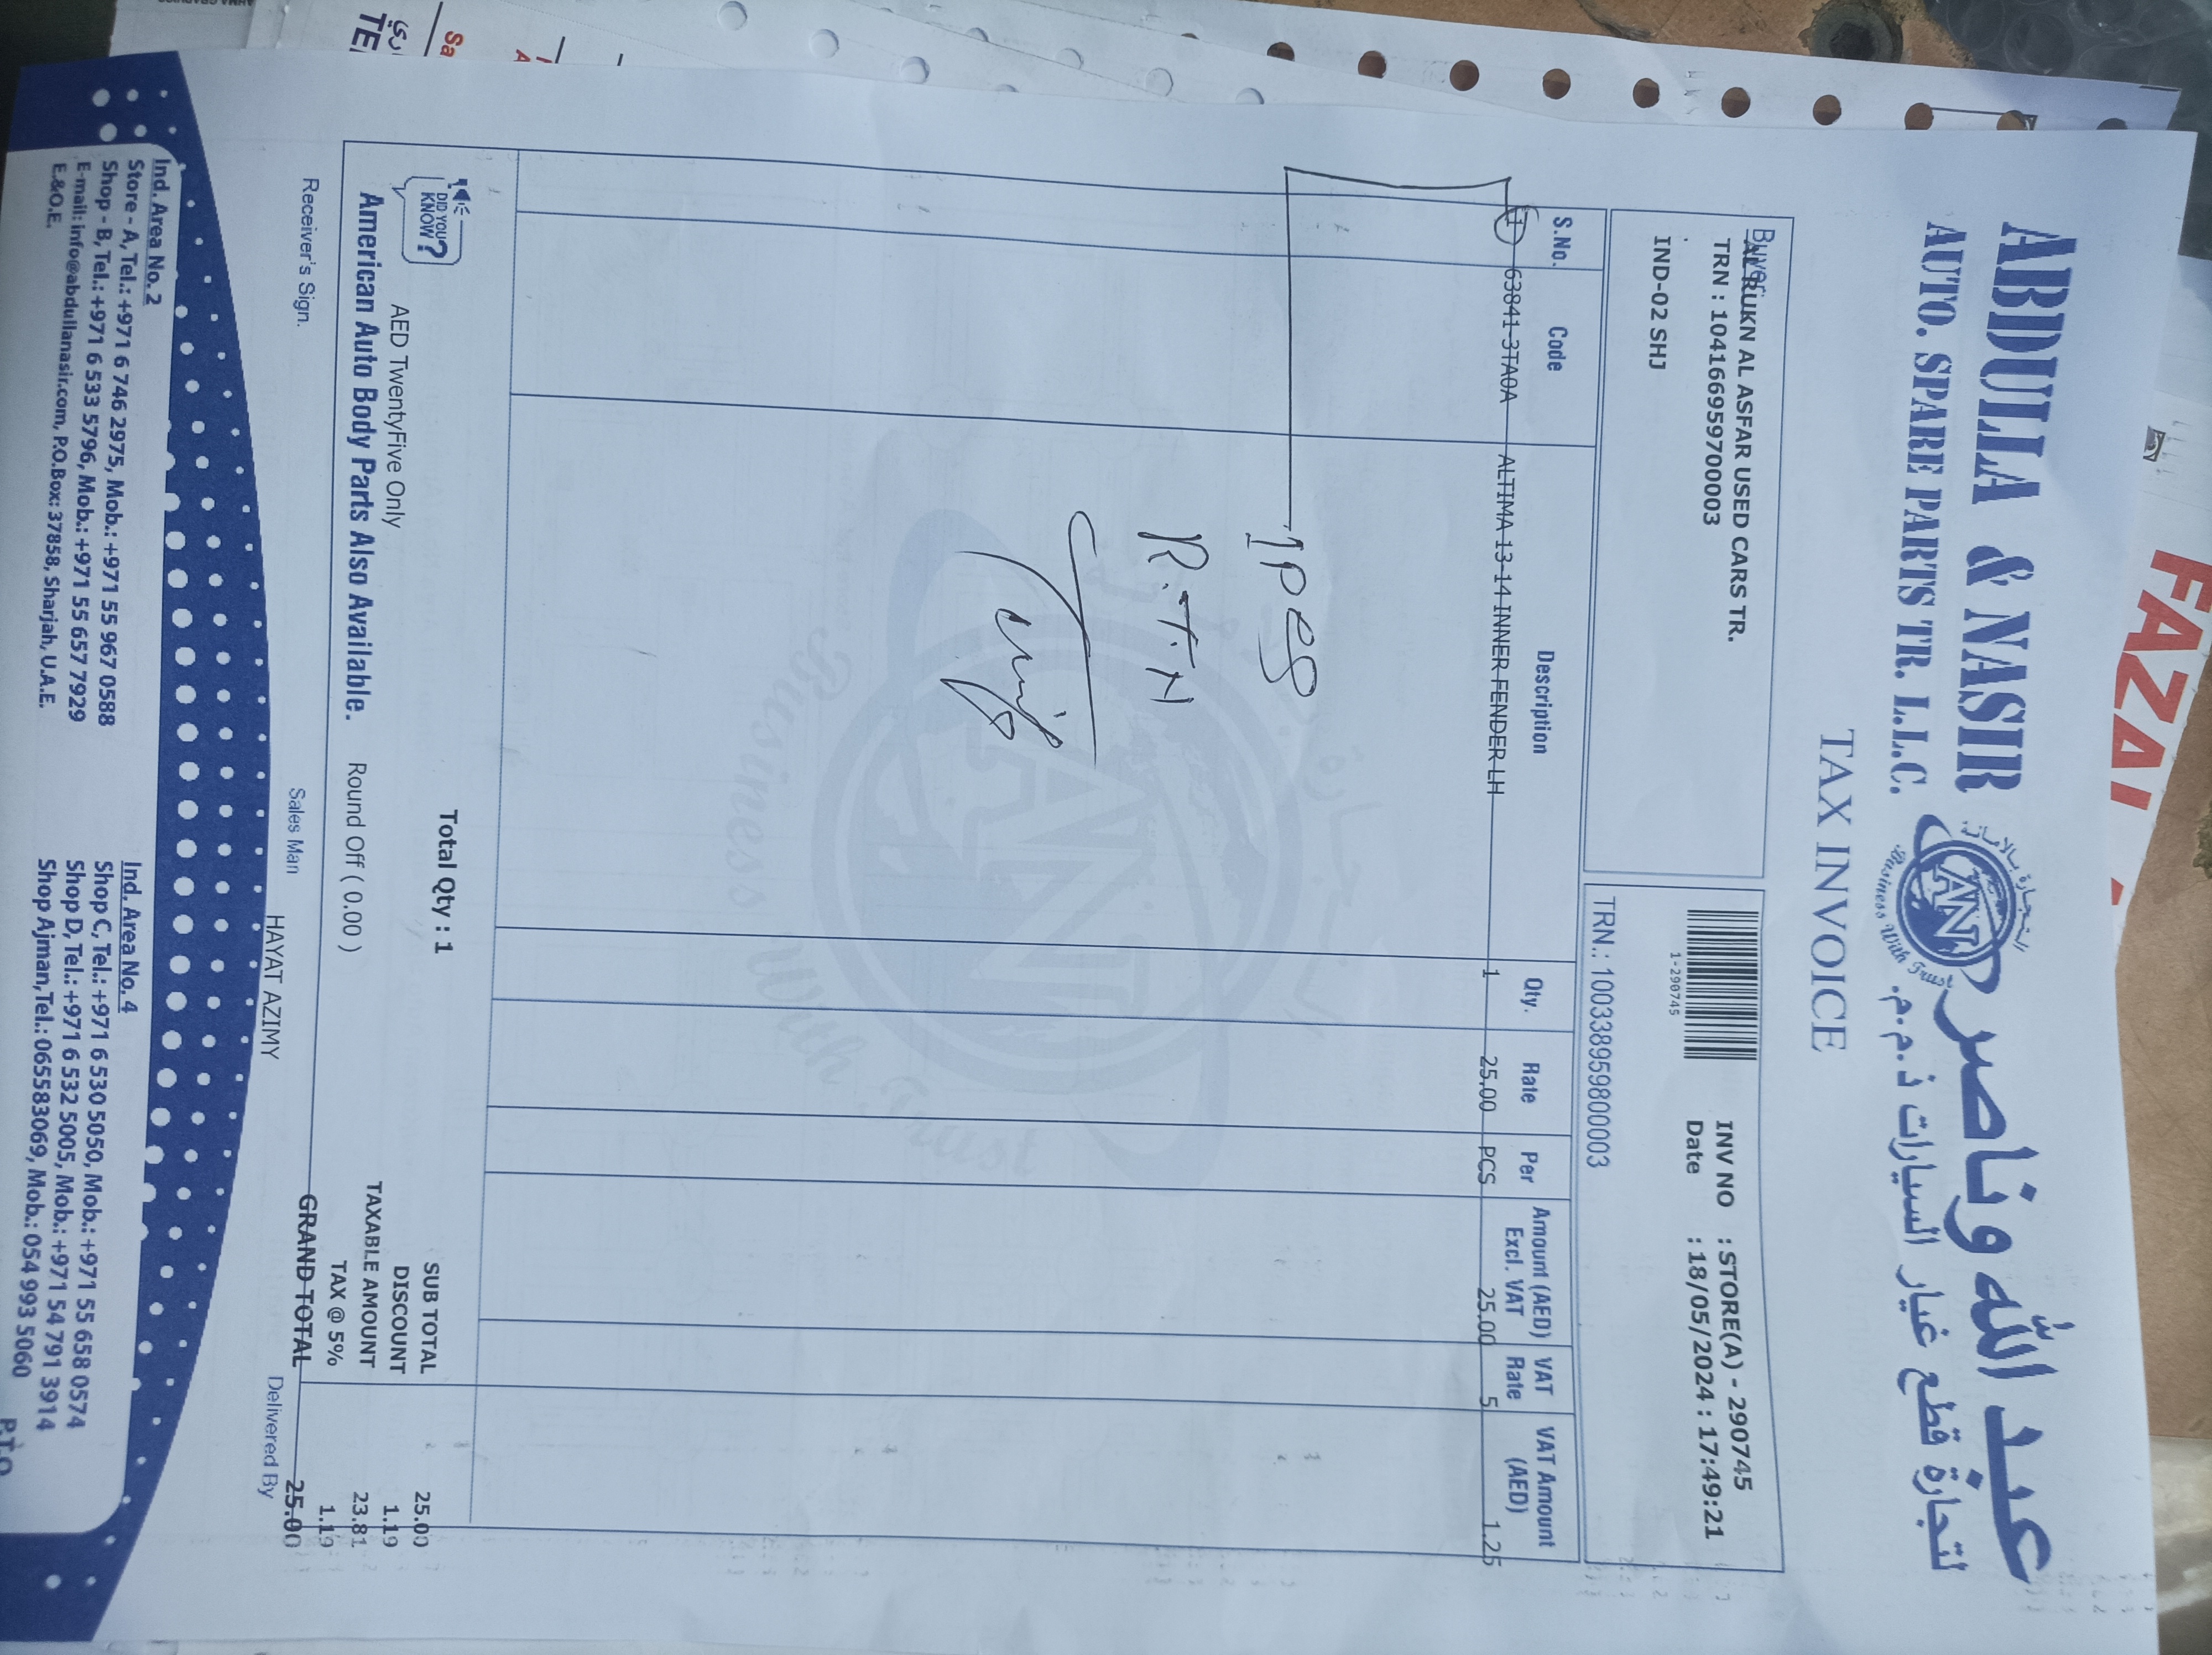 FAZAL
ABDULLA & NASIR
AUTO. SPARE PARTS TR. L.L.C.
عبد الله وناصر
لتجارة قطع غيار السيارات ذ.م.م.
التجارة بالأمانة
AN
Business With Trust
TAX INVOICE
Buyer:
AL RUKN AL ASFAR USED CARS TR.
TRN : 104166959700003
IND-02 SHJ
1-290745
INV NO : STORE(A) - 290745
Date : 18/05/2024 : 17:49:21
TRN.: 100338959800003
S.No. Code Description Qty. Rate Per Amount (AED) Excl. VAT VAT Rate VAT Amount (AED)
1 63841-3TA0A ALTIMA 13-14 INNER FENDER LH 1 25.00 PCS 25.00 5 1.25
1 Peg
R.T.N
AN
Business With Trust
Total Qty : 1
DID YOU KNOW?
AED TwentyFive Only
American Auto Body Parts Also Available.
Round Off ( 0.00 )
SUB TOTAL 25.00
DISCOUNT 1.19
TAXABLE AMOUNT 23.81
TAX @ 5% 1.19
GRAND TOTAL 25.00
Receiver's Sign.
Sales Man
HAYAT AZIMY
Delivered By
Ind. Area No. 2
Store - A, Tel.: +971 6 746 2975, Mob.: +971 55 967 0588
Shop - B, Tel.: +971 6 533 5796, Mob.: +971 55 657 7929
E-mail: info@abdullanasir.com, P.O.Box: 37858, Sharjah, U.A.E.
E.&O.E.
Ind. Area No. 4
Shop C, Tel.: +971 6 530 5050, Mob.: +971 55 658 0574
Shop D, Tel.: +971 6 532 5005, Mob.: +971 54 791 3914
Shop Ajman, Tel.: 065583069, Mob.: 054 993 5060
P.T.O